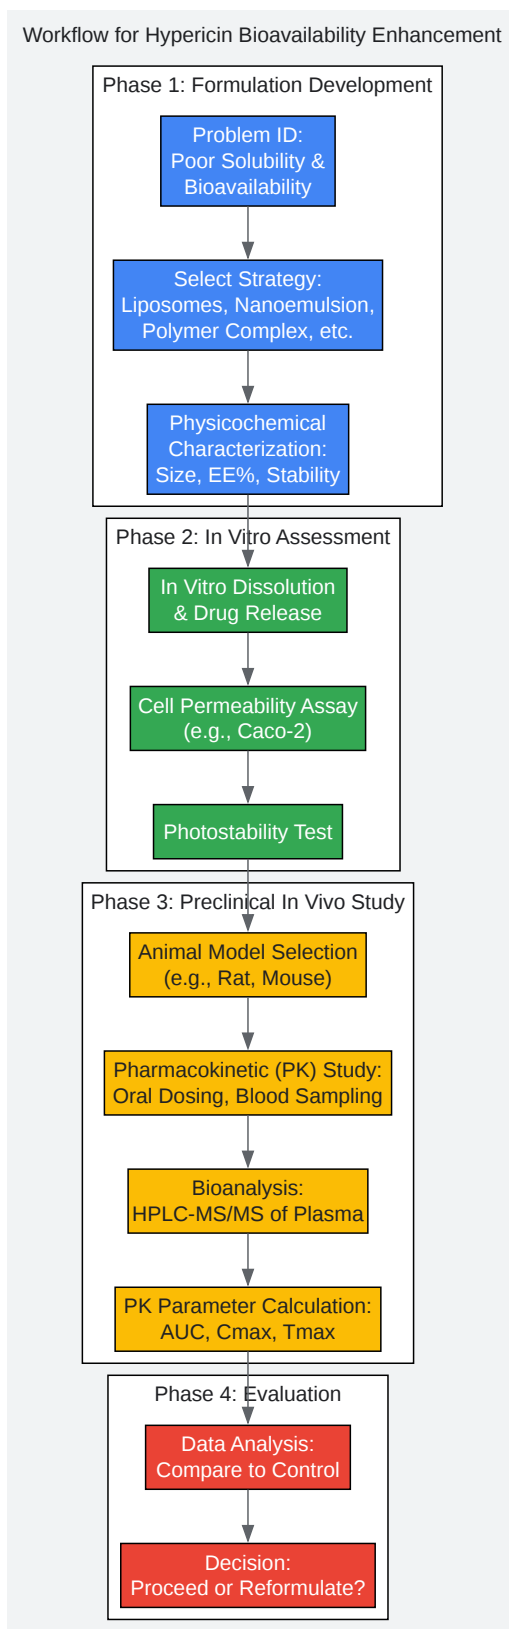 Workflow for Hypericin Bioavailability Enhancement
Phase 1: Formulation Development
Problem ID:
Poor Solubility &
Bioavailability
Select Strategy:
Liposomes, Nanoemulsion,
Polymer Complex, etc.
Physicochemical
Characterization:
Size, EE%, Stability
Phase 2: In Vitro Assessment
In Vitro Dissolution
& Drug Release
Cell Permeability Assay
(e.g., Caco-2)
Photostability Test
Phase 3: Preclinical In Vivo Study
Animal Model Selection
(e.g., Rat, Mouse)
Pharmacokinetic (PK) Study:
Oral Dosing, Blood Sampling
Bioanalysis:
HPLC-MS/MS of Plasma
PK Parameter Calculation:
AUC, Cmax, Tmax
Phase 4: Evaluation
Data Analysis:
Compare to Control
Decision:
Proceed or Reformulate?